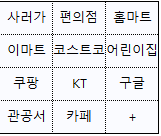 사러가 편의점 홈마트
이마트 코스트코 어린이집
쿠팡 KT 구글
관공서 카페 +